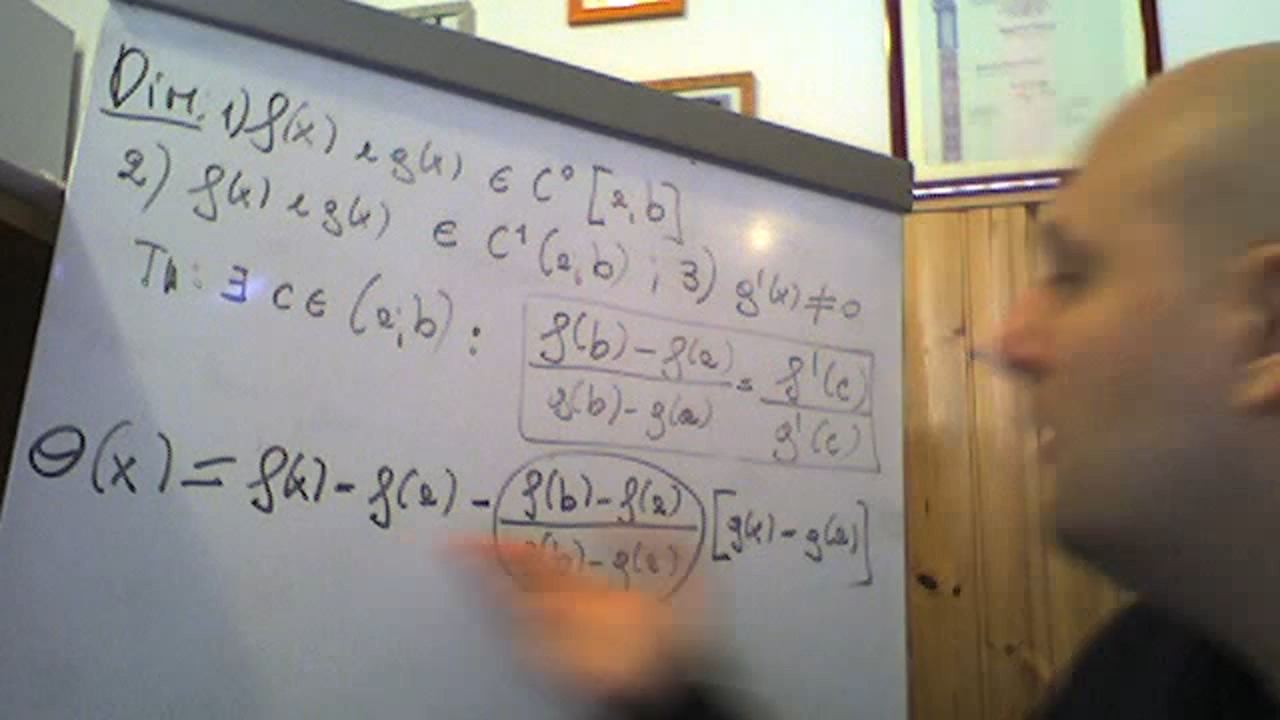 Dim: 1) f(x) e g(x) ∈ C⁰ [a;b]
2) f(x) e g(x) ∈ C¹ (a;b) ; 3) g'(x) ≠ 0
Th: ∃ c ∈ (a;b) : (f(b) - f(a)) / (g(b) - g(a)) = f'(c) / g'(c)
Θ(x) = f(x) - f(a) - (f(b) - f(a)) / (g(b) - g(a)) [g(x) - g(a)]